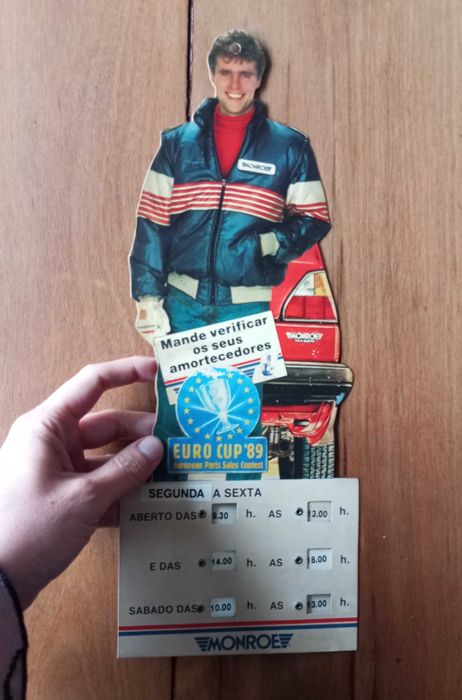 MONROE
MONROE
Mande verificar
os seus
amortecedores
EURO CUP '89
European Parts Sales Contest
SEGUNDA A SEXTA
ABERTO DAS 9.30 h. AS 13.00 h.
E DAS 14.00 h. AS 18.00 h.
SABADO DAS 10.00 h. AS 13.00 h.
MONROE